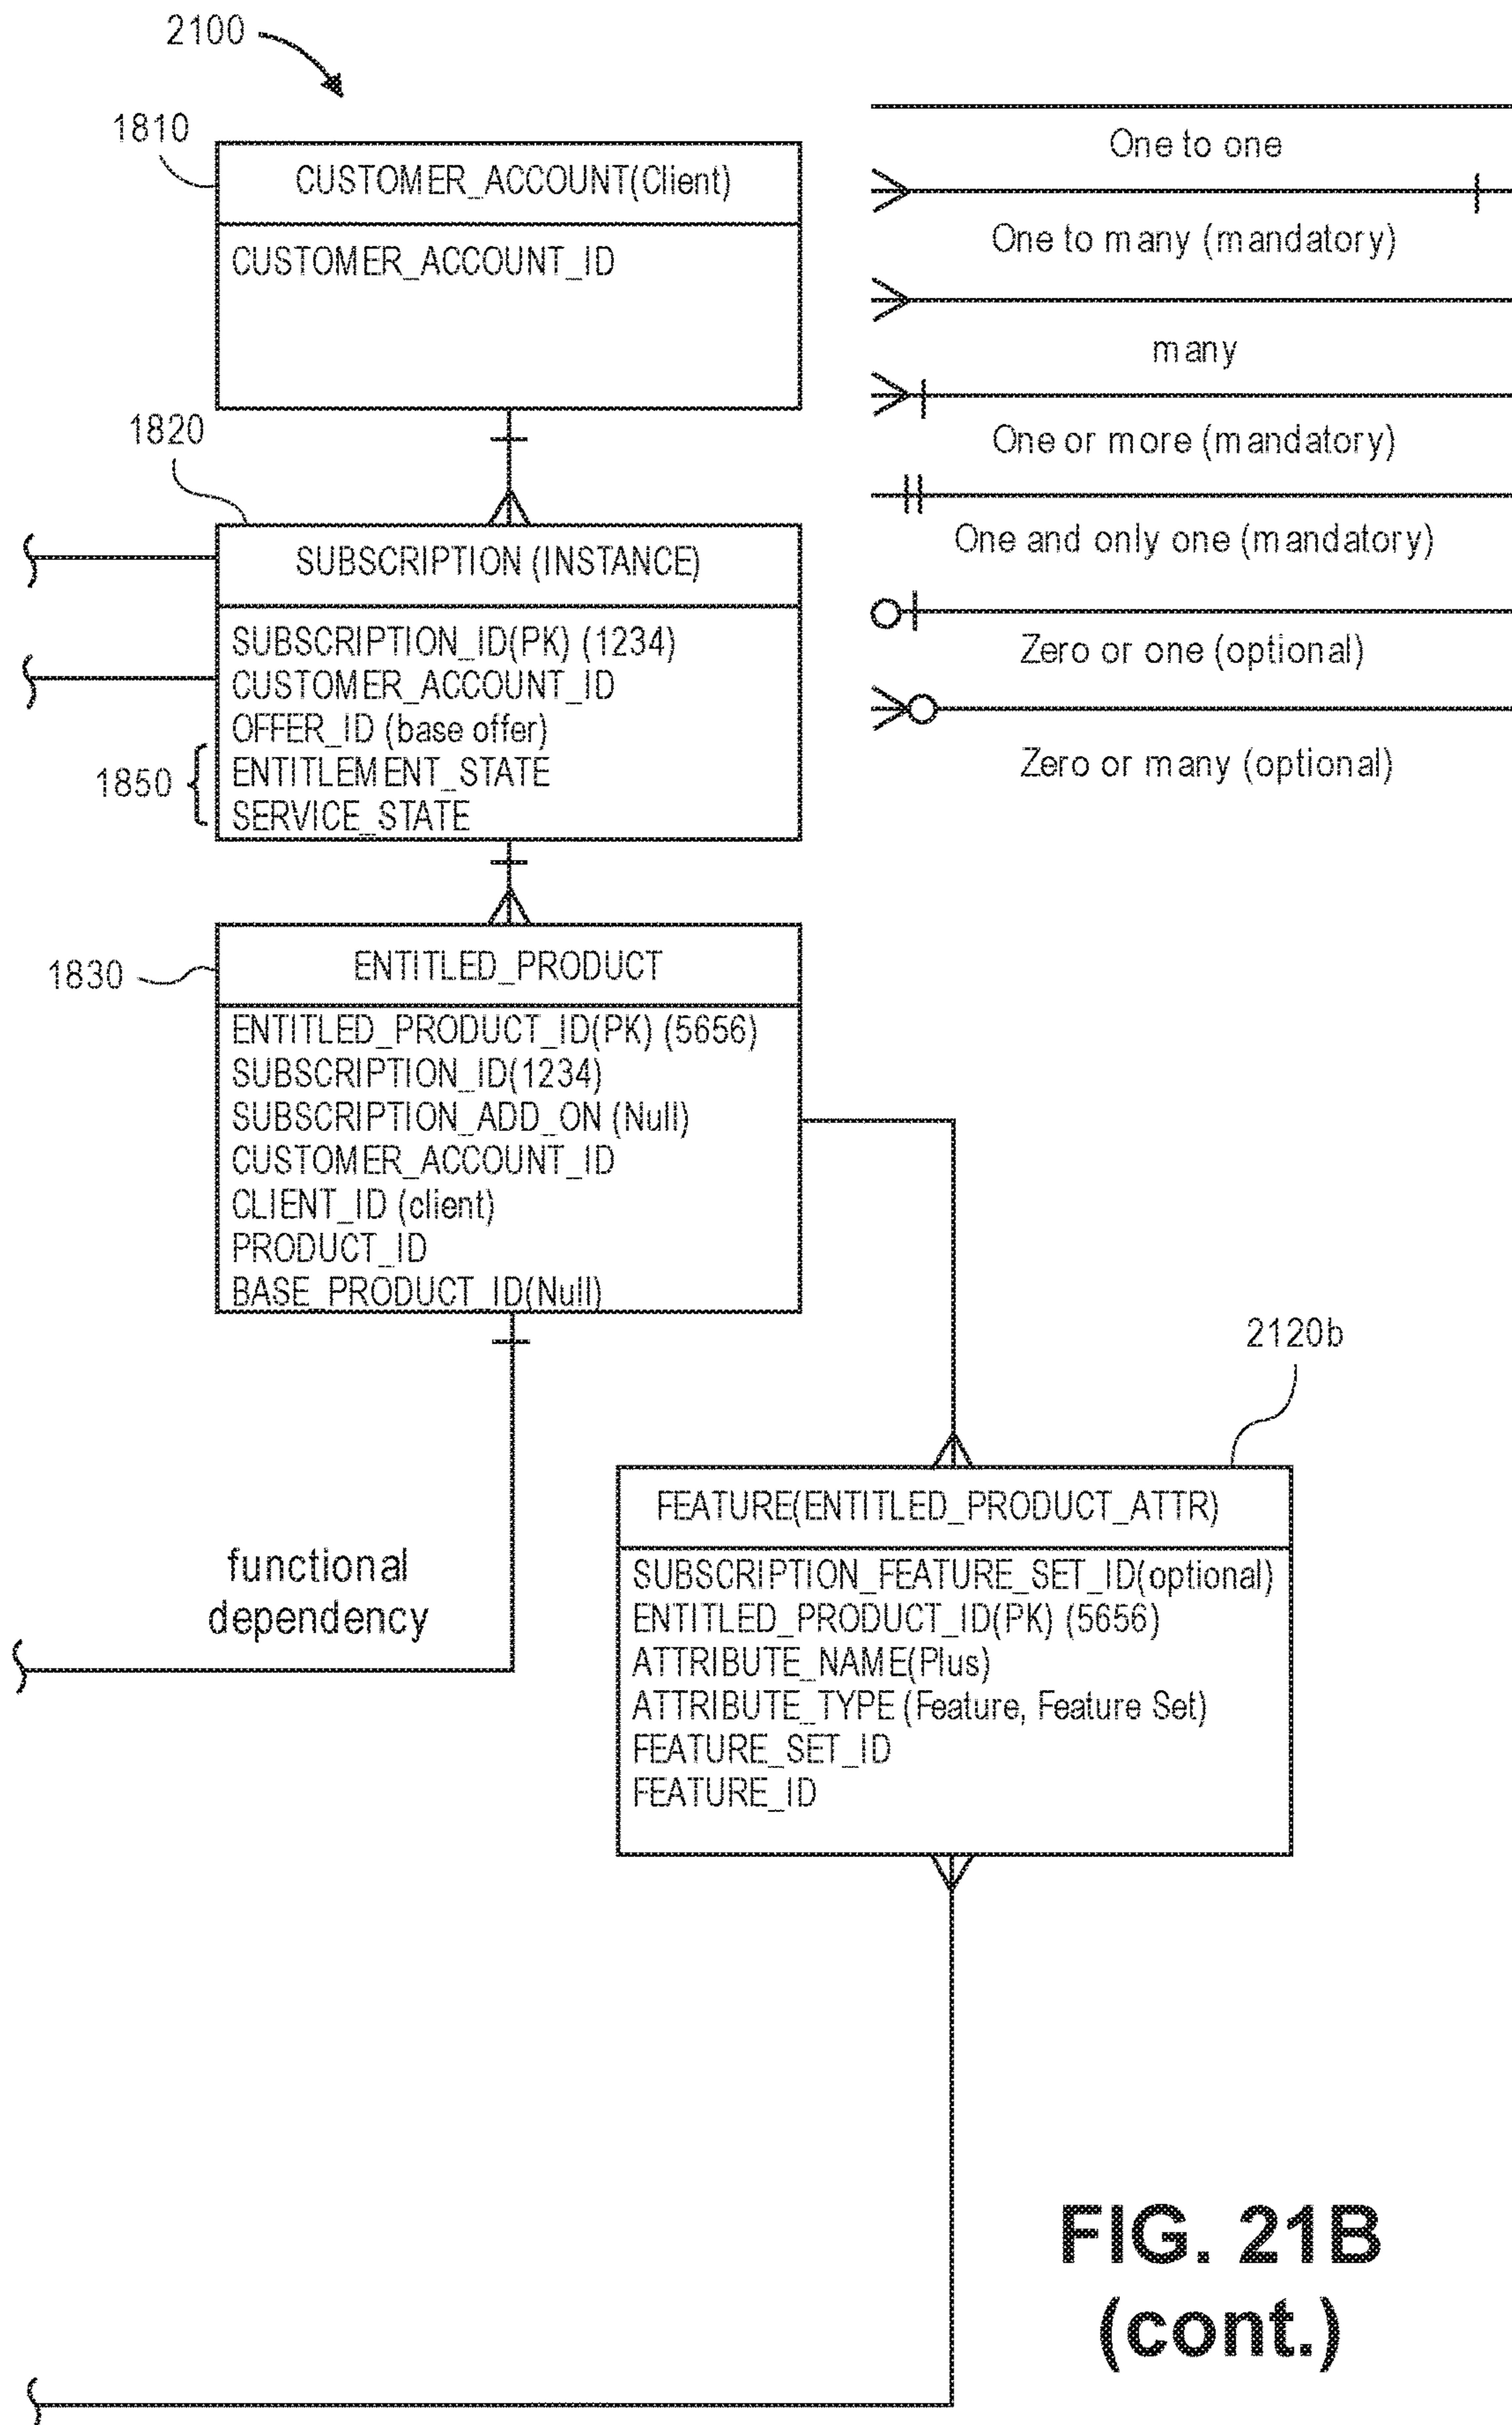 2100
1810
CUSTOMER_ACCOUNT(Client)
CUSTOMER_ACCOUNT_ID
One to one
One to many (mandatory)
many
One or more (mandatory)
One and only one (mandatory)
Zero or one (optional)
Zero or many (optional)
1820
SUBSCRIPTION (INSTANCE)
SUBSCRIPTION_ID(PK) (1234)
CUSTOMER_ACCOUNT_ID
OFFER_ID (base offer)
1850
ENTITLEMENT_STATE
SERVICE_STATE
1830
ENTITLED_PRODUCT
ENTITLED_PRODUCT_ID(PK) (5656)
SUBSCRIPTION_ID(1234)
SUBSCRIPTION_ADD_ON (Null)
CUSTOMER_ACCOUNT_ID
CLIENT_ID (client)
PRODUCT_ID
BASE_PRODUCT_ID(Null)
2120b
FEATURE(ENTITLED_PRODUCT_ATTR)
SUBSCRIPTION_FEATURE_SET_ID(optional)
ENTITLED_PRODUCT_ID(PK) (5656)
ATTRIBUTE_NAME(Plus)
ATTRIBUTE_TYPE (Feature, Feature Set)
FEATURE_SET_ID
FEATURE_ID
functional
dependency
FIG. 21B
(cont.)